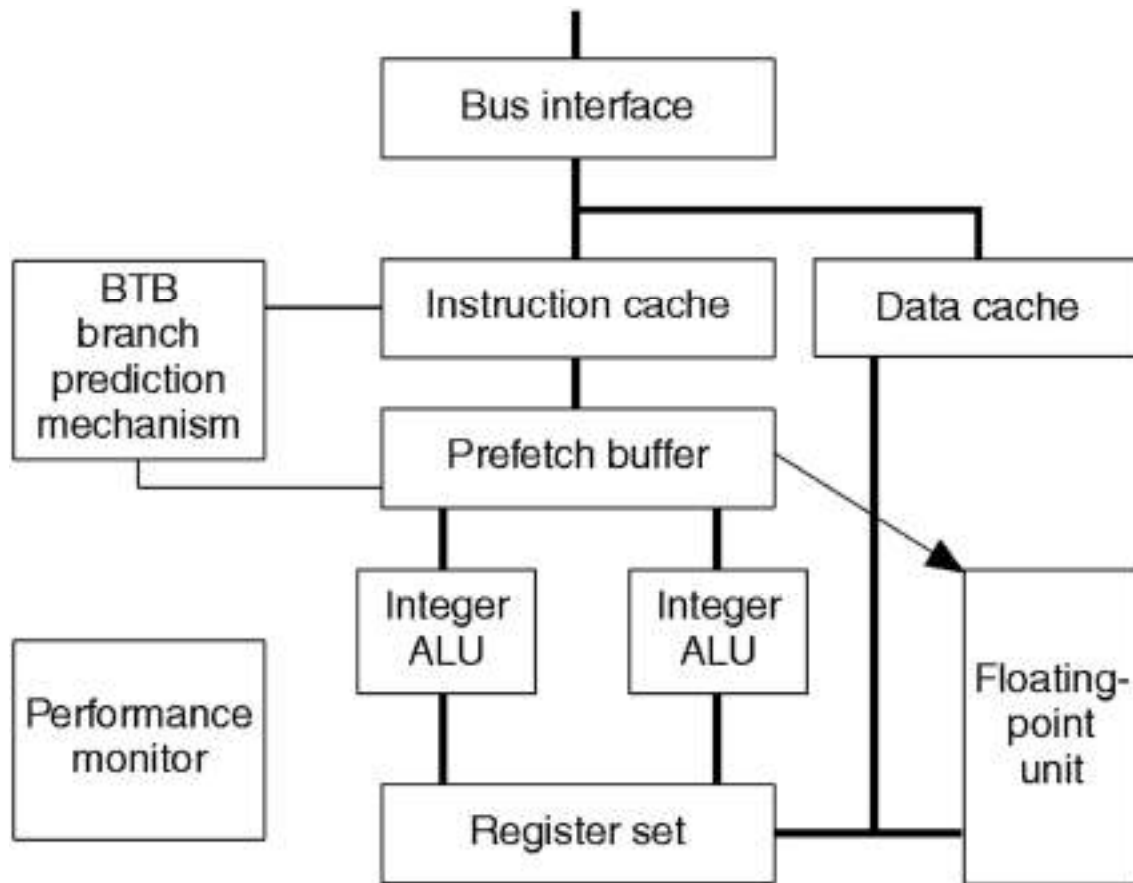 Bus interface
BTB
branch
prediction
mechanism
Instruction cache
Data cache
Prefetch buffer
Integer
ALU
Integer
ALU
Performance
monitor
Floating-
point
unit
Register set